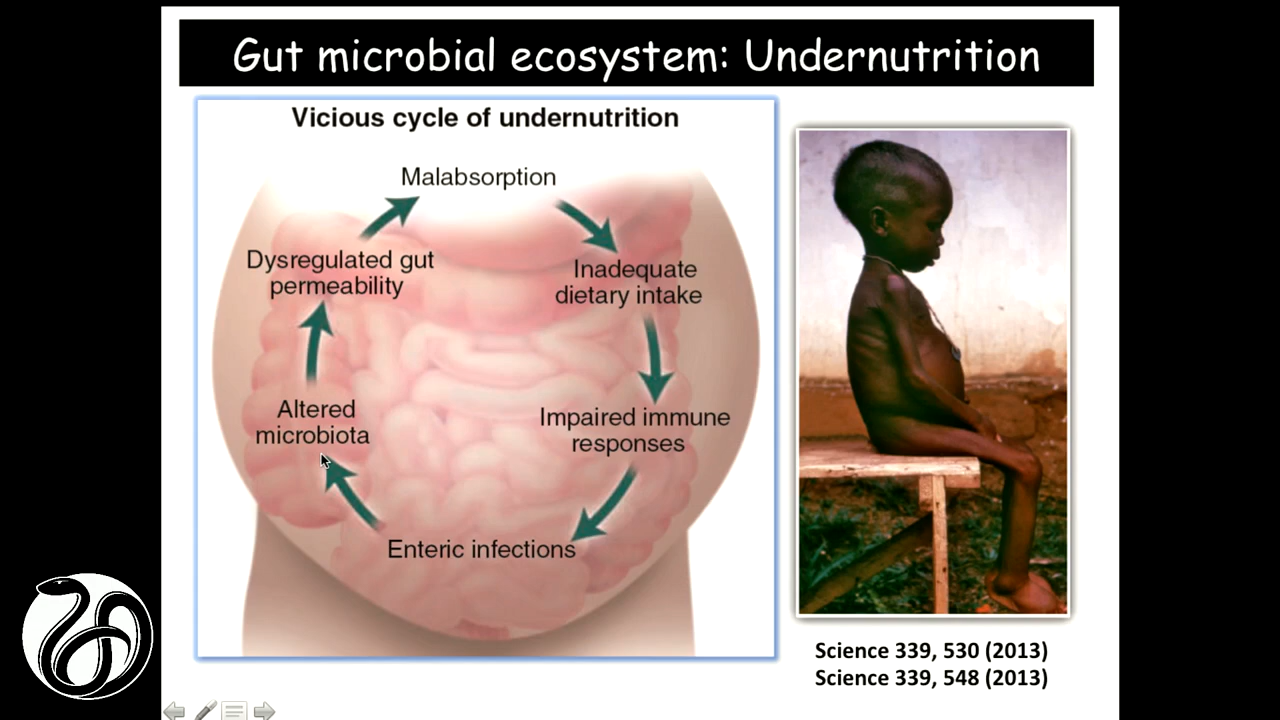 Gut microbial ecosystem: Undernutrition
Vicious cycle of undernutrition
Malabsorption
Inadequate
dietary intake
Impaired immune
responses
Enteric infections
Altered
microbiota
Dysregulated gut
permeability
Science 339, 530 (2013)
Science 339, 548 (2013)